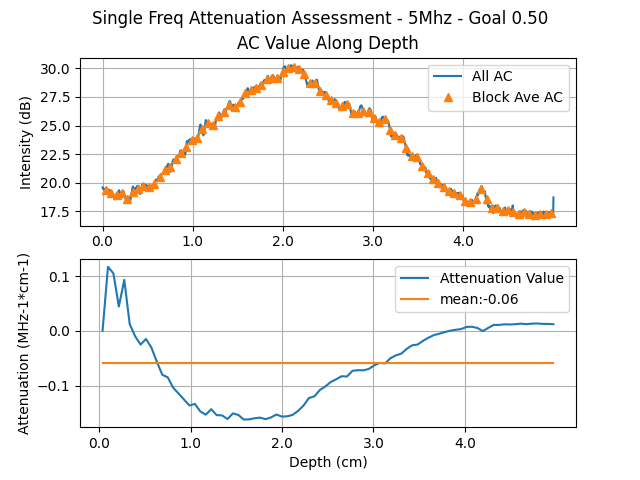 Single Freq Attenuation Assessment - 5Mhz - Goal 0.50
AC Value Along Depth
Intensity (dB)
30.0
27.5
25.0
22.5
20.0
17.5
All AC
Block Ave AC
0.0 1.0 2.0 3.0 4.0
Attenuation (MHz-1*cm-1)
0.1
0.0
−0.1
Attenuation Value
mean:-0.06
0.0 1.0 2.0 3.0 4.0
Depth (cm)